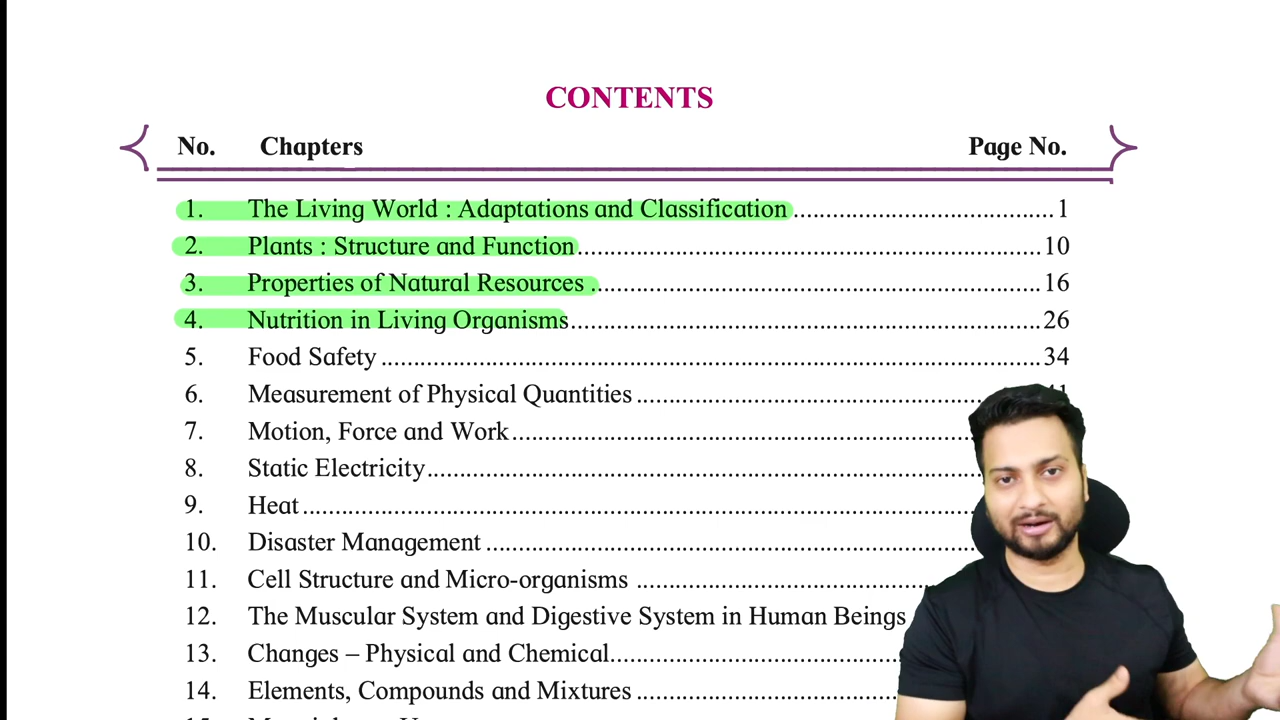 CONTENTS
No. Chapters Page No.
1. The Living World : Adaptations and Classification ........................................ 1
2. Plants : Structure and Function ........................................................................ 10
3. Properties of Natural Resources ..................................................................... 16
4. Nutrition in Living Organisms ......................................................................... 26
5. Food Safety ...................................................................................................... 34
6. Measurement of Physical Quantities ....................................................
7. Motion, Force and Work .......................................................................
8. Static Electricity ....................................................................................
9. Heat .......................................................................................................
10. Disaster Management ...........................................................................
11. Cell Structure and Micro-organisms .............................................
12. The Muscular System and Digestive System in Human Beings
13. Changes – Physical and Chemical.............................................
14. Elements, Compounds and Mixtures ........................................